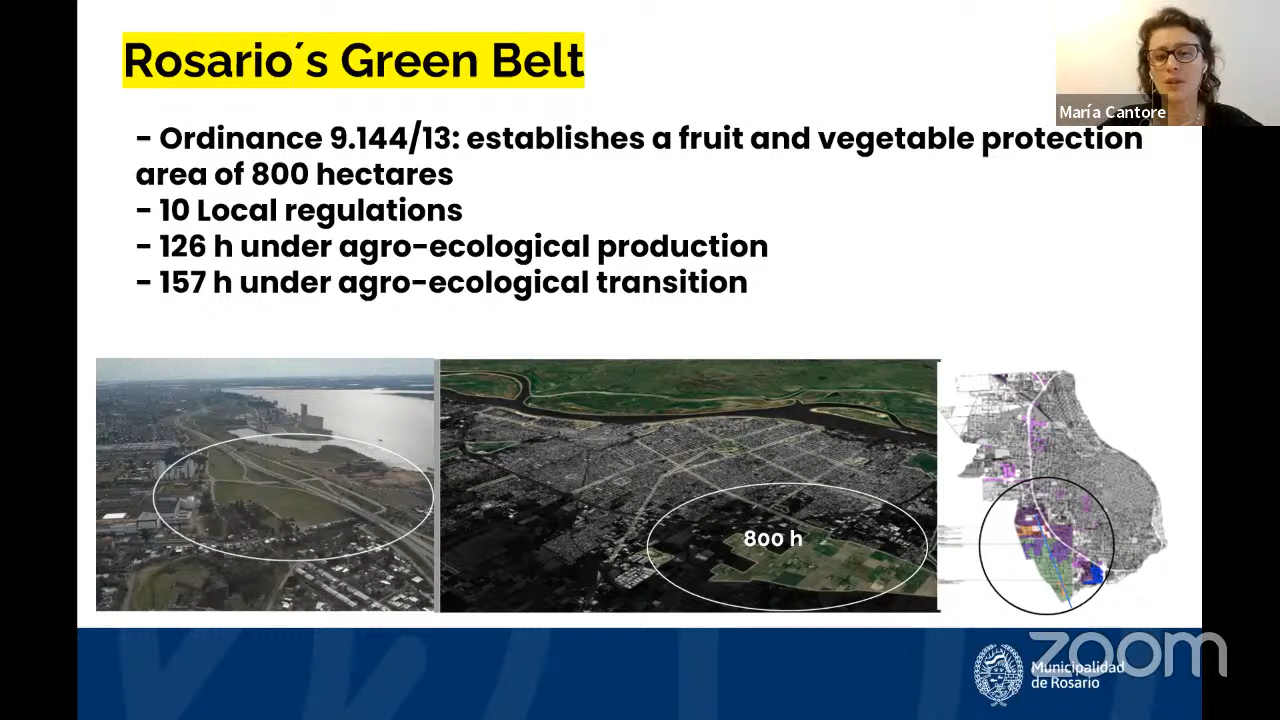 Rosario´s Green Belt
María Cantore
- Ordinance 9.144/13: establishes a fruit and vegetable protection
area of 800 hectares
- 10 Local regulations
- 126 h under agro-ecological production
- 157 h under agro-ecological transition
800 h
zoom
Municipalidad
de Rosario